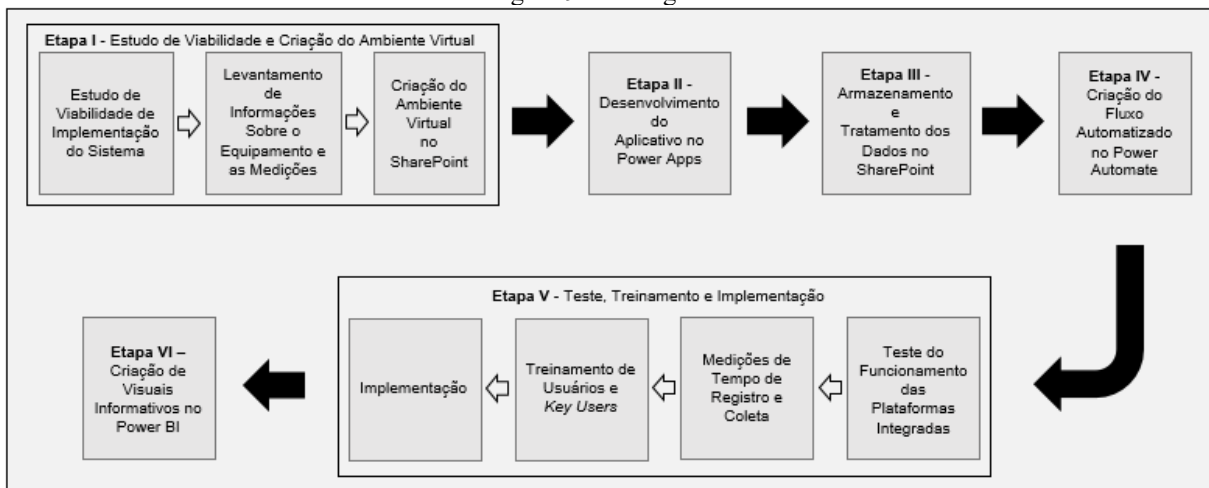 Etapa I - Estudo de Viabilidade e Criação do Ambiente Virtual
Estudo de
Viabilidade de
Implementação
do Sistema
Levantamento
de
Informações
Sobre o
Equipamento e
as Medições
Criação do
Ambiente
Virtual
no
SharePoint
Etapa II -
Desenvolvimento
do
Aplicativo no
Power Apps
Etapa III -
Armazenamento
e
Tratamento dos
Dados no
SharePoint
Etapa IV -
Criação do
Fluxo
Automatizado
no Power
Automate
Etapa V - Teste, Treinamento e Implementação
Teste do
Funcionamento
das
Plataformas
Integradas
Medições de
Tempo de
Registro e
Coleta
Treinamento de
Usuários e
Key Users
Implementação
Etapa VI –
Criação de
Visuais
Informativos no
Power BI